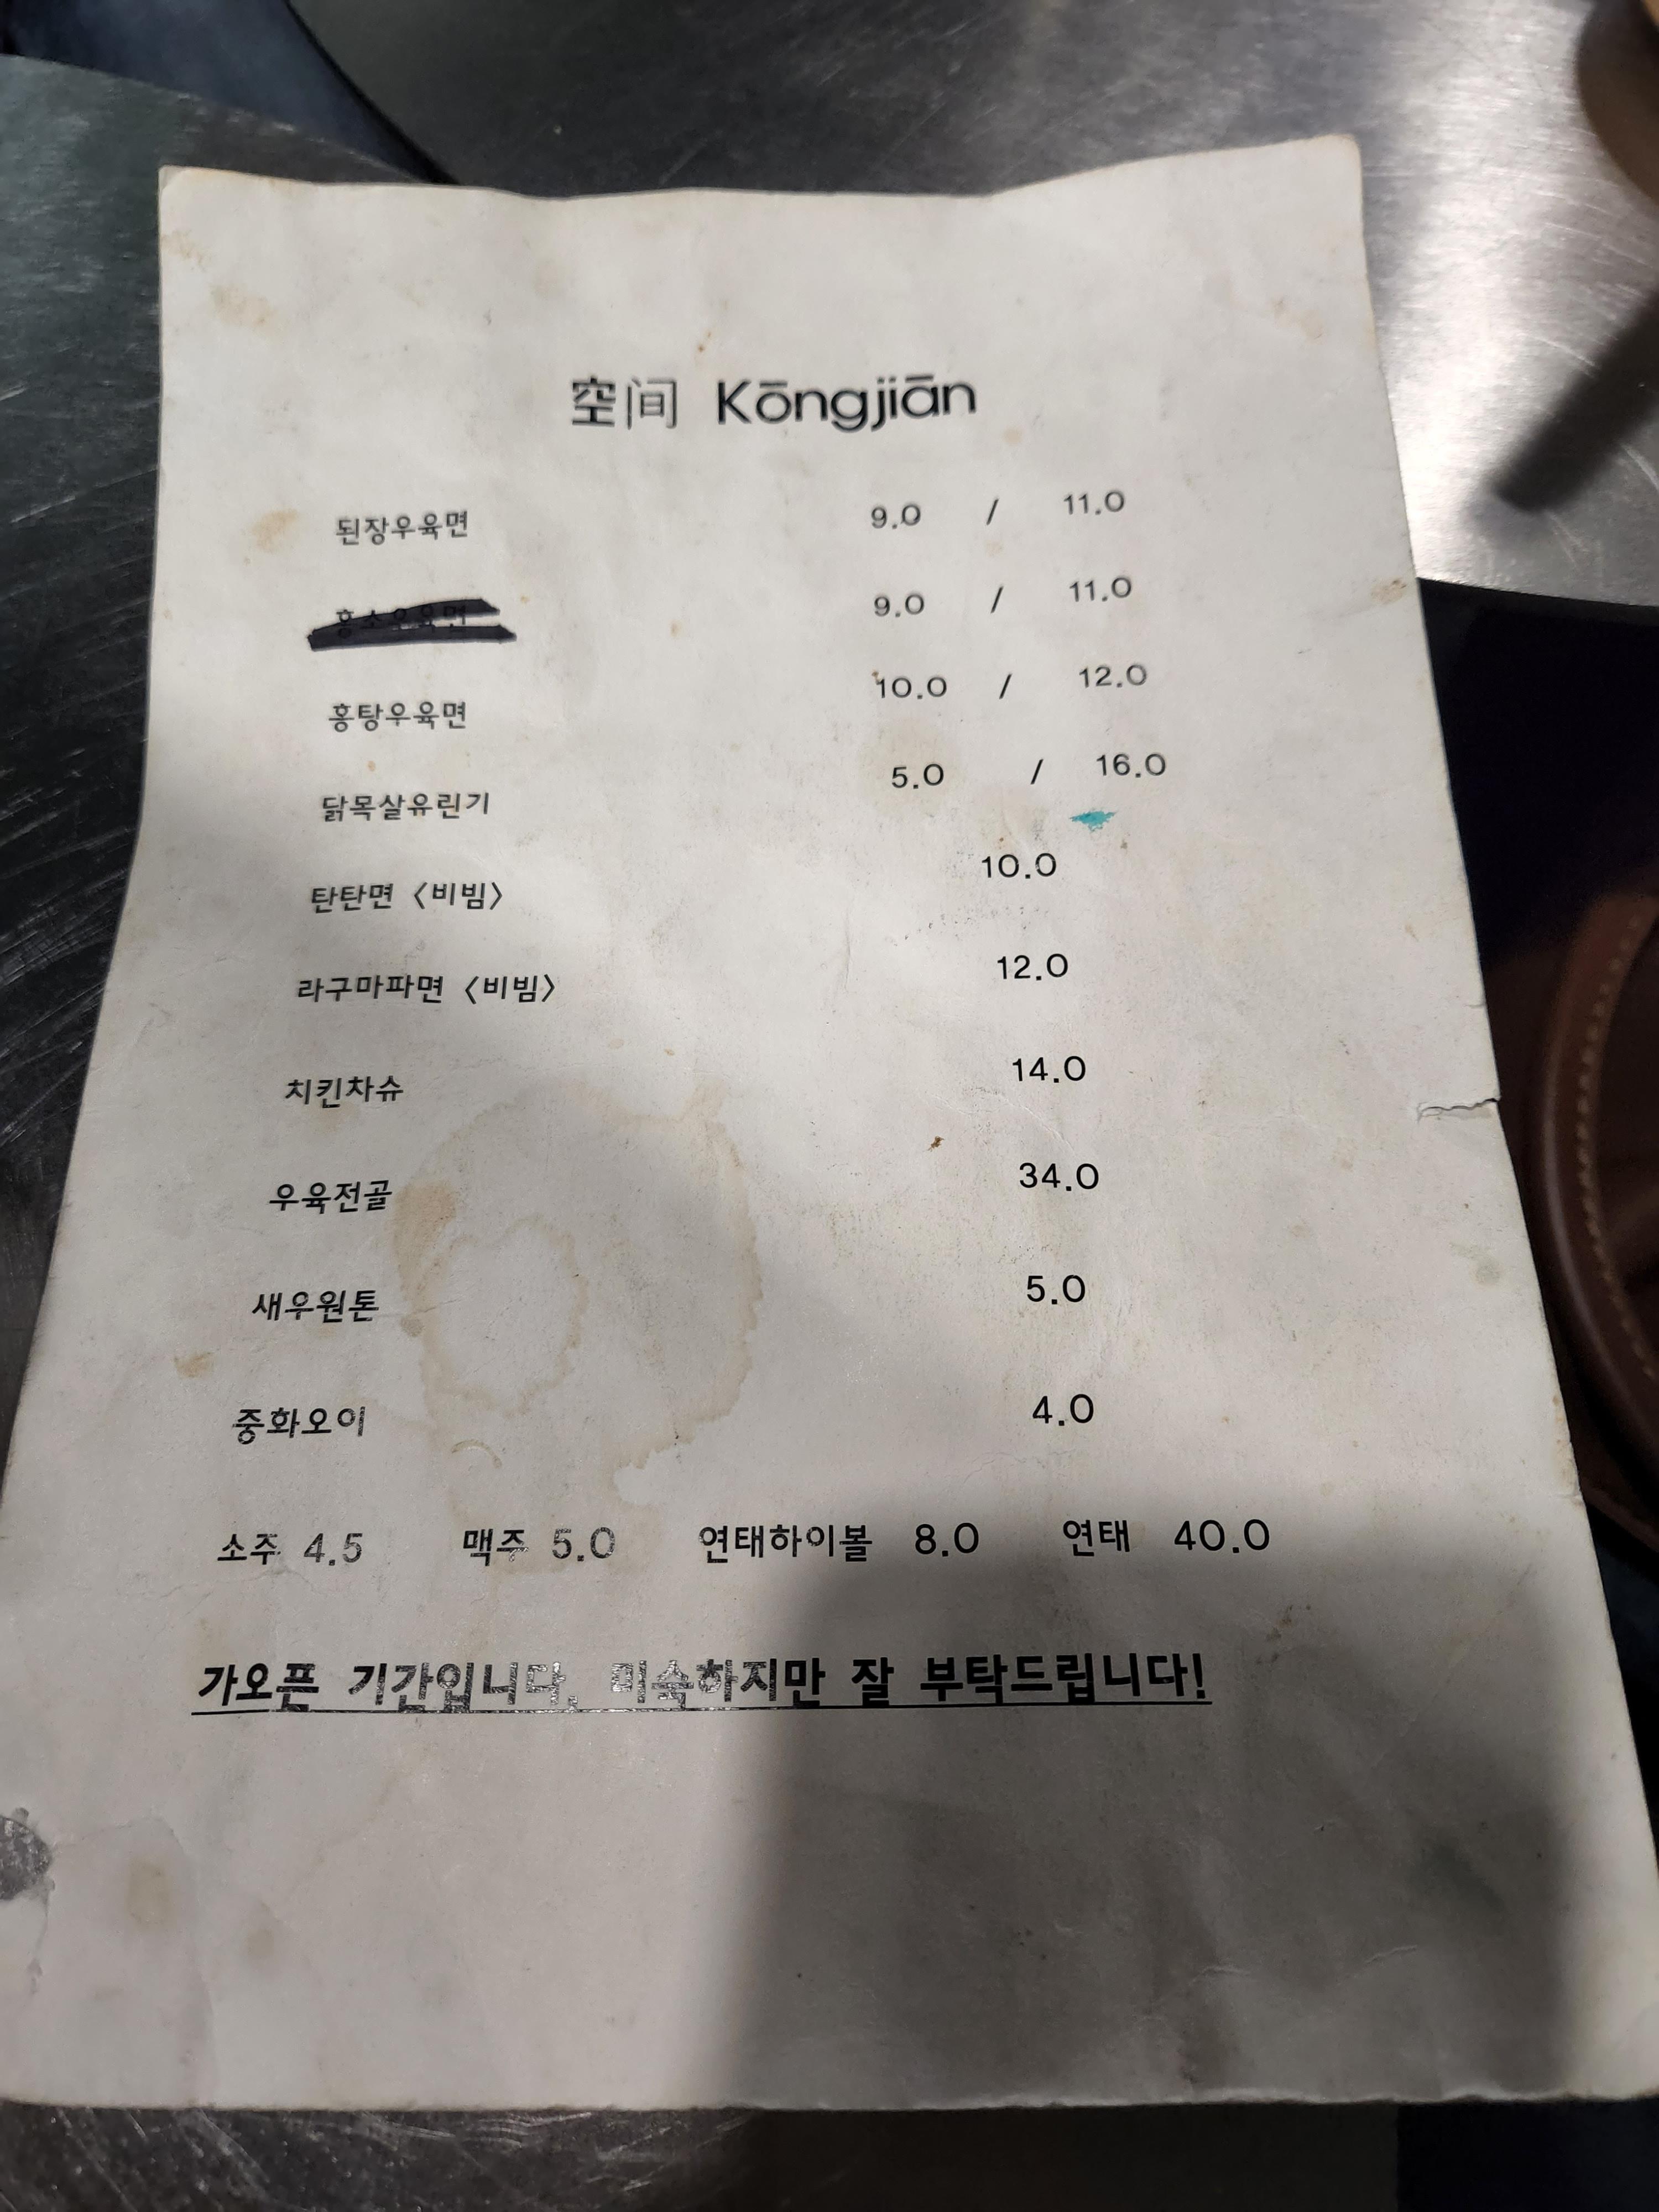 空间 Kōngjiān
된장우육면 9.0 / 11.0
홍소우육면 9.0 / 11.0
홍탕우육면 10.0 / 12.0
닭목살유린기 5.0 / 16.0
탄탄면 〈비빔〉 10.0
라구마파면 〈비빔〉 12.0
치킨차슈 14.0
우육전골 34.0
새우원톤 5.0
중화오이 4.0
소주 4.5 맥주 5.0 연태하이볼 8.0 연태 40.0
가오픈 기간입니다. 미숙하지만 잘 부탁드립니다!